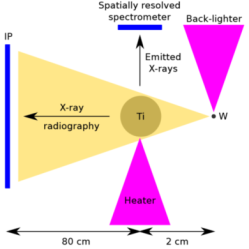 Spatially resolved
spectrometer
Back-lighter
IP
Emitted
X-rays
X-ray
radiography
Ti
W
Heater
80 cm
2 cm